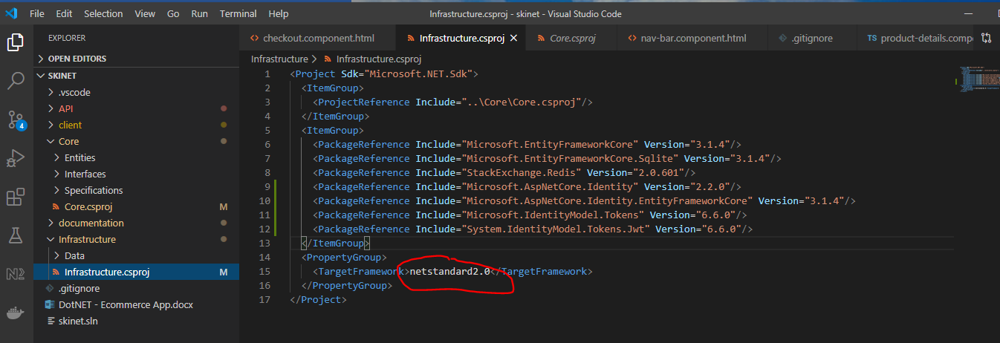 File Edit Selection View Go Run Terminal Help Infrastructure.csproj - skinet - Visual Studio Code
EXPLORER
OPEN EDITORS
SKINET
.vscode
API
client
Core
Entities
Interfaces
Specifications
Core.csproj M
documentation
Infrastructure
Data
Infrastructure.csproj M
.gitignore
DotNET - Ecommerce App.docx
skinet.sln
4
N2
checkout.component.html Infrastructure.csproj Core.csproj nav-bar.component.html .gitignore TS product-details.compo
Infrastructure > Infrastructure.csproj
1 <Project Sdk="Microsoft.NET.Sdk">
2 <ItemGroup>
3 <ProjectReference Include="..\Core\Core.csproj"/>
4 </ItemGroup>
5 <ItemGroup>
6 <PackageReference Include="Microsoft.EntityFrameworkCore" Version="3.1.4"/>
7 <PackageReference Include="Microsoft.EntityFrameworkCore.Sqlite" Version="3.1.4"/>
8 <PackageReference Include="StackExchange.Redis" Version="2.0.601"/>
9 <PackageReference Include="Microsoft.AspNetCore.Identity" Version="2.2.0"/>
10 <PackageReference Include="Microsoft.AspNetCore.Identity.EntityFrameworkCore" Version="3.1.4"/>
11 <PackageReference Include="Microsoft.IdentityModel.Tokens" Version="6.6.0"/>
12 <PackageReference Include="System.IdentityModel.Tokens.Jwt" Version="6.6.0"/>
13 </ItemGroup>
14 <PropertyGroup>
15 <TargetFramework>netstandard2.0</TargetFramework>
16 </PropertyGroup>
17 </Project>